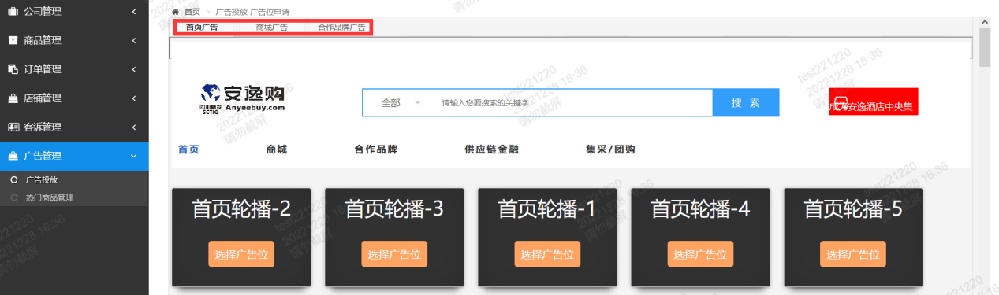 公司管理
商品管理
订单管理
店铺管理
客诉管理
广告管理
广告投放
热门商品管理
首页 > 广告投放-广告位申请
首页广告 商城广告 合作品牌广告
安逸购
Anyeebuy.com
SCTIG
全部 请输入您要搜索的关键字 搜 索
成为安逸酒店中央集
首页 商城 合作品牌 供应链金融 集采/团购
首页轮播-2 首页轮播-3 首页轮播-1 首页轮播-4 首页轮播-5
选择广告位 选择广告位 选择广告位 选择广告位 选择广告位
test221220
20221228 16:36
请勿截屏